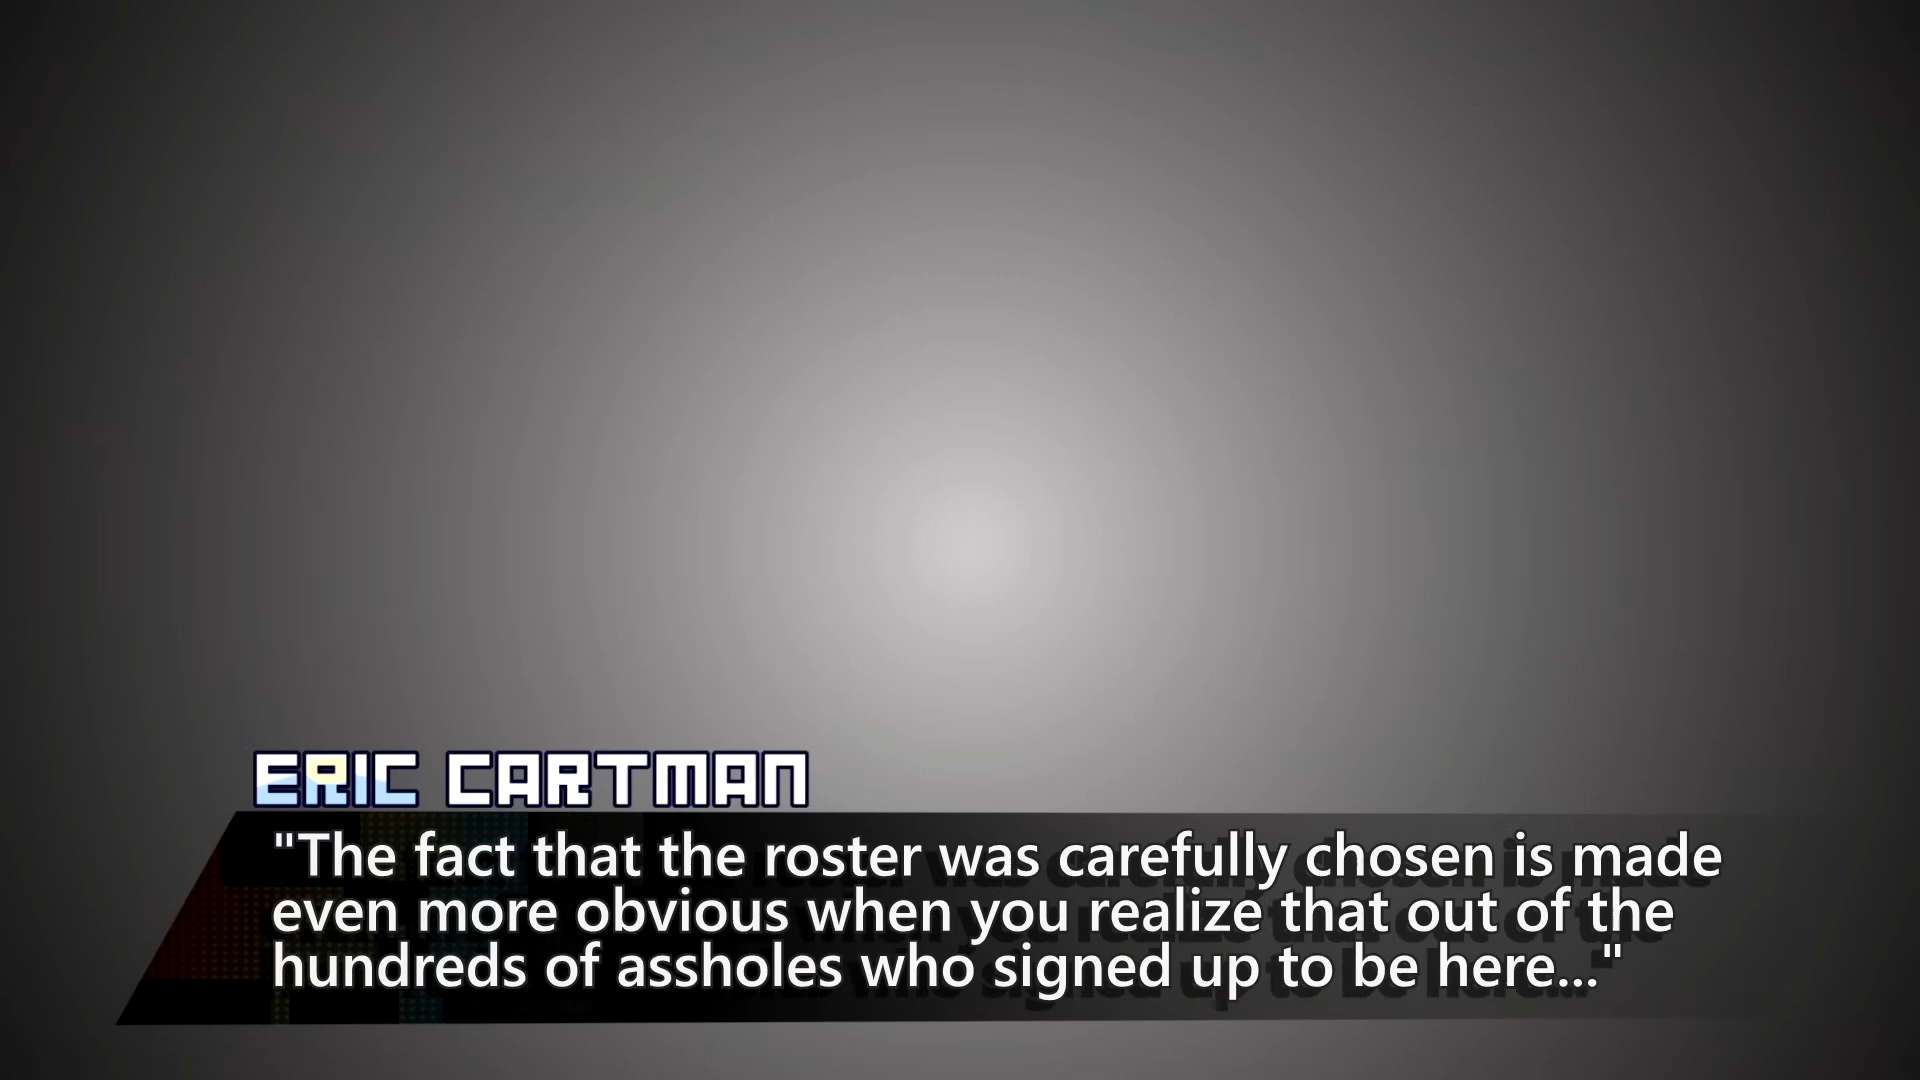 ERIC CARTMAN
"The fact that the roster was carefully chosen is made
even more obvious when you realize that out of the
hundreds of assholes who signed up to be here..."